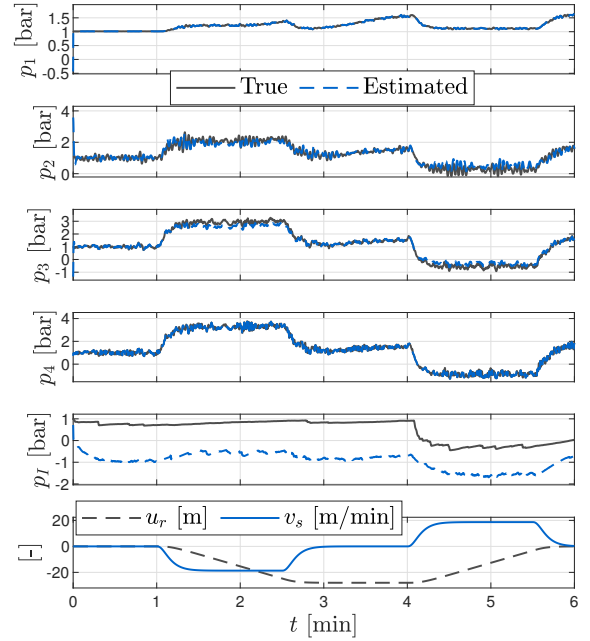 p1 [bar]
1.5
1
0.5
0
-0.5
True Estimated
p2 [bar]
4
2
0
p3 [bar]
3
2
1
0
-1
p4 [bar]
4
2
0
pI [bar]
1
0
-1
-2
ur [m] vs [m/min]
[-]
20
0
-20
0 1 2 3 4 5 6
t [min]